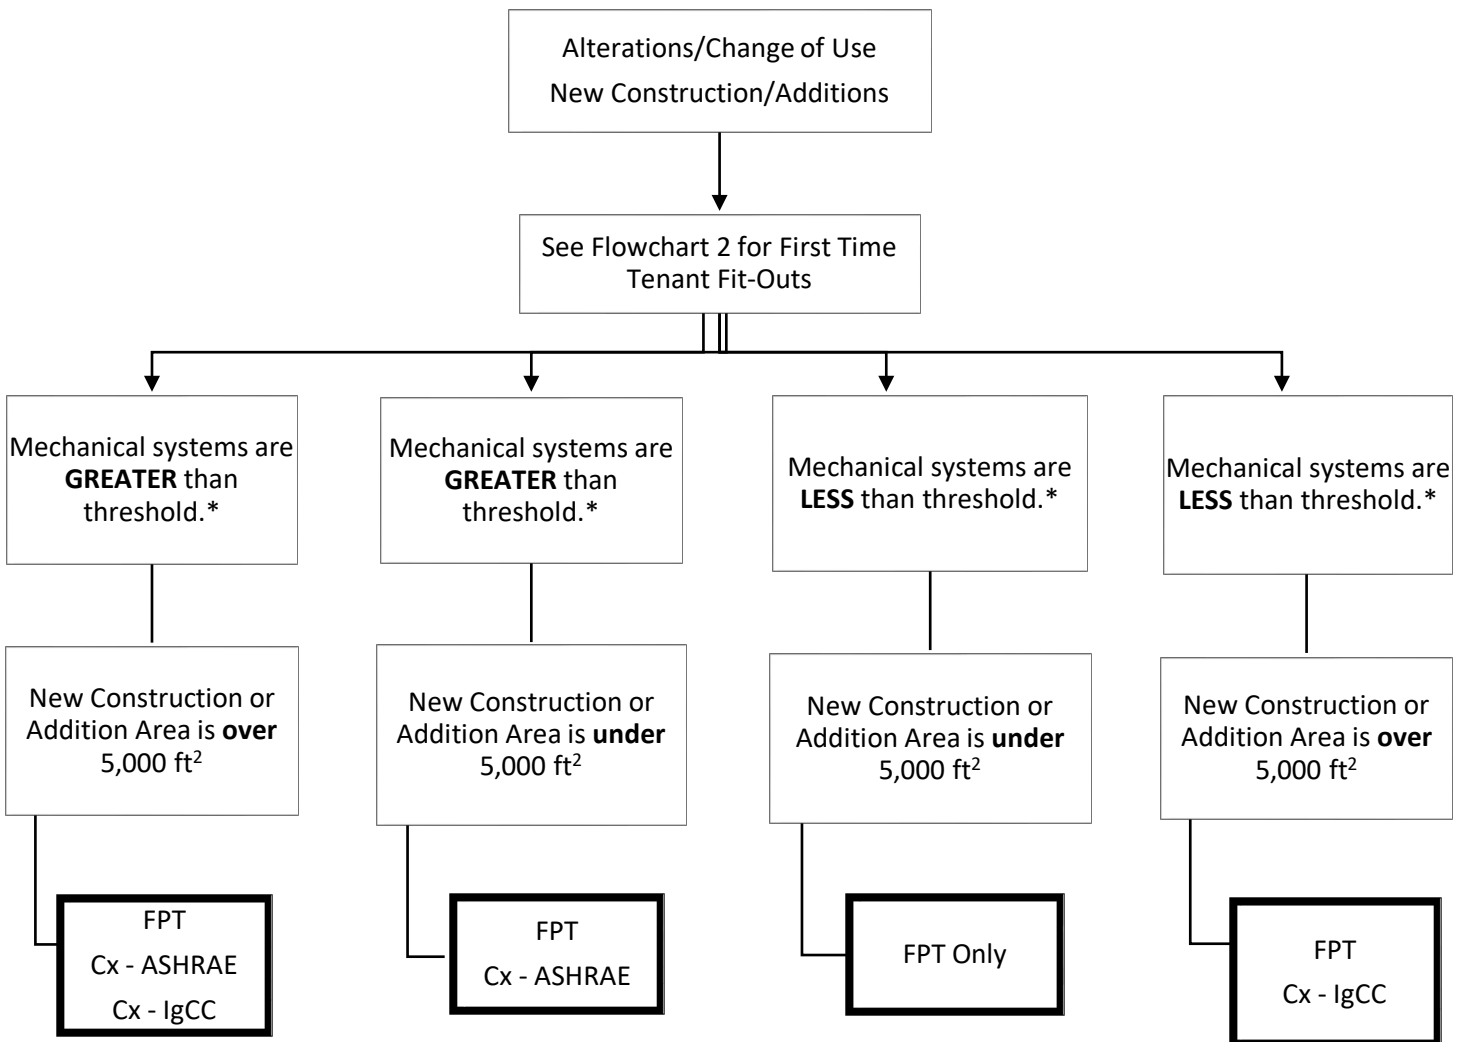 Alterations/Change of Use
New Construction/Additions
See Flowchart 2 for First Time
Tenant Fit-Outs
Mechanical systems are
GREATER than
threshold.*
Mechanical systems are
GREATER than
threshold.*
Mechanical systems are
LESS than threshold.*
Mechanical systems are
LESS than threshold.*
New Construction or
Addition Area is over
5,000 ft²
New Construction or
Addition Area is under
5,000 ft²
New Construction or
Addition Area is under
5,000 ft²
New Construction or
Addition Area is over
5,000 ft²
FPT
Cx - ASHRAE
Cx - IgCC
FPT
Cx - ASHRAE
FPT Only
FPT
Cx - IgCC